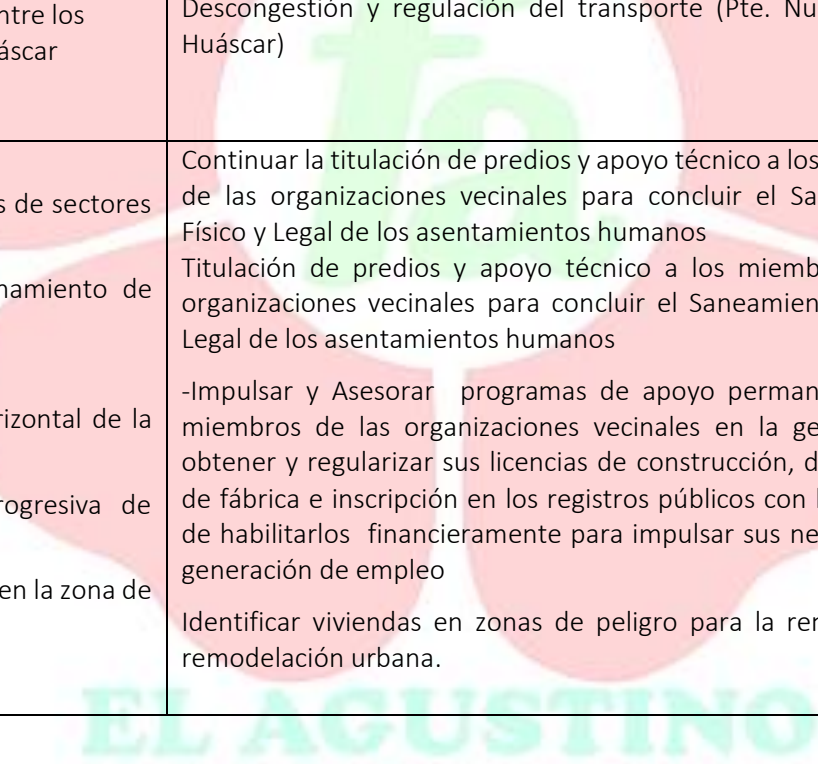 ntre los
áscar
Descongestión y regulación del transporte (Pte. Nu
Huáscar)
s de sectores
namiento de
rizontal de la
rogresiva de
en la zona de
Continuar la titulación de predios y apoyo técnico a los
de las organizaciones vecinales para concluir el Sa
Físico y Legal de los asentamientos humanos
Titulación de predios y apoyo técnico a los miemb
organizaciones vecinales para concluir el Saneamien
Legal de los asentamientos humanos
-Impulsar y Asesorar programas de apoyo perman
miembros de las organizaciones vecinales en la ge
obtener y regularizar sus licencias de construcción, d
de fábrica e inscripción en los registros públicos con
de habilitarlos financieramente para impulsar sus ne
generación de empleo
Identificar viviendas en zonas de peligro para la ren
remodelación urbana.
EL AGUSTINO